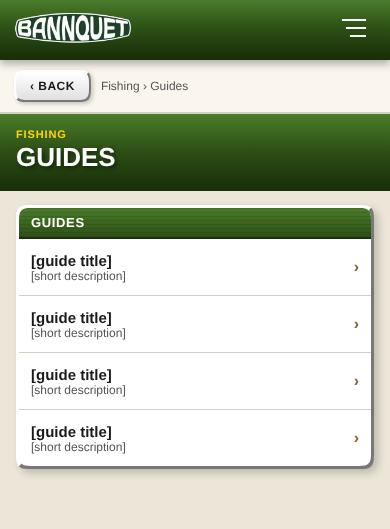 BANNQUET
‹ BACK
Fishing › Guides
FISHING
GUIDES
GUIDES
[guide title]
[short description]
›
[guide title]
[short description]
›
[guide title]
[short description]
›
[guide title]
[short description]
›